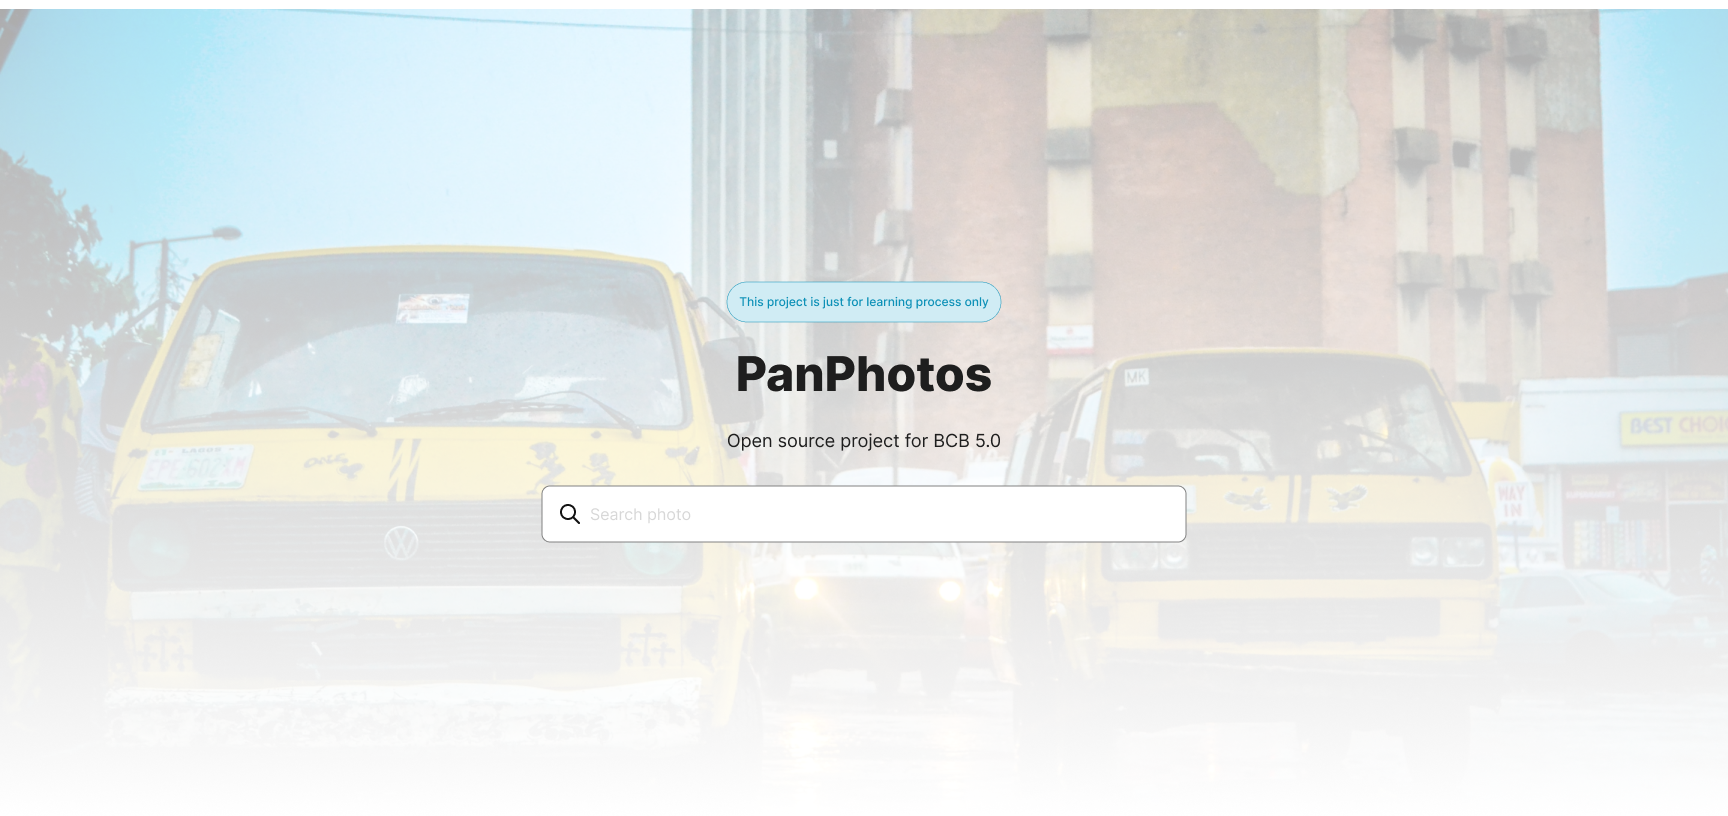 This project is just for learning process only
PanPhotos
Open source project for BCB 5.0
Search photo
MK
BEST CHOI
WAY
IN
LAGOS